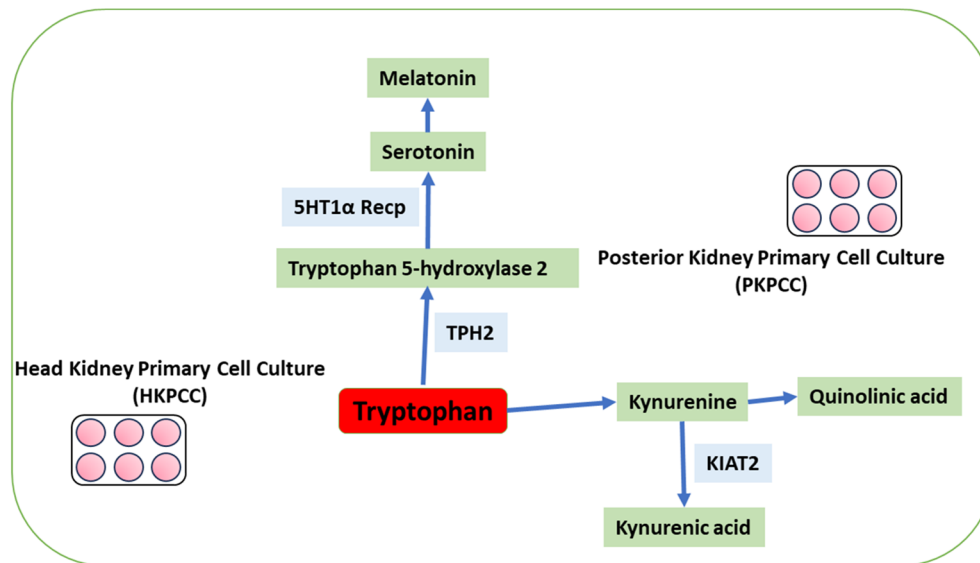 Melatonin
Serotonin
5HT1α Recp
Tryptophan 5-hydroxylase 2
Posterior Kidney Primary Cell Culture
(PKPCC)
TPH2
Head Kidney Primary Cell Culture
(HKPCC)
Tryptophan
Kynurenine
Quinolinic acid
KIAT2
Kynurenic acid